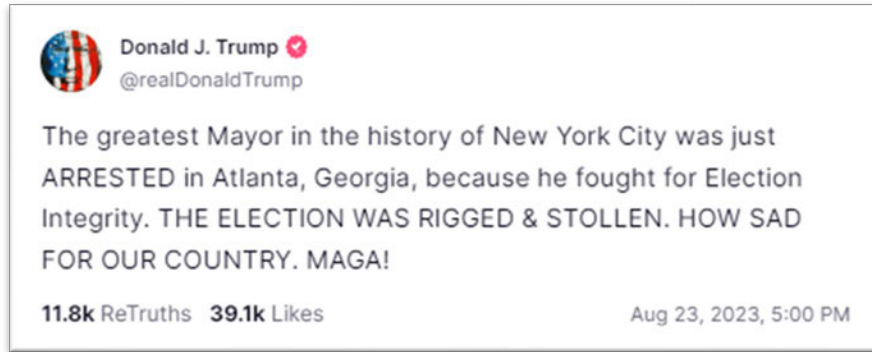 Donald J. Trump
@realDonaldTrump
The greatest Mayor in the history of New York City was just
ARRESTED in Atlanta, Georgia, because he fought for Election
Integrity. THE ELECTION WAS RIGGED & STOLLEN. HOW SAD
FOR OUR COUNTRY. MAGA!
11.8k ReTruths 39.1k Likes Aug 23, 2023, 5:00 PM